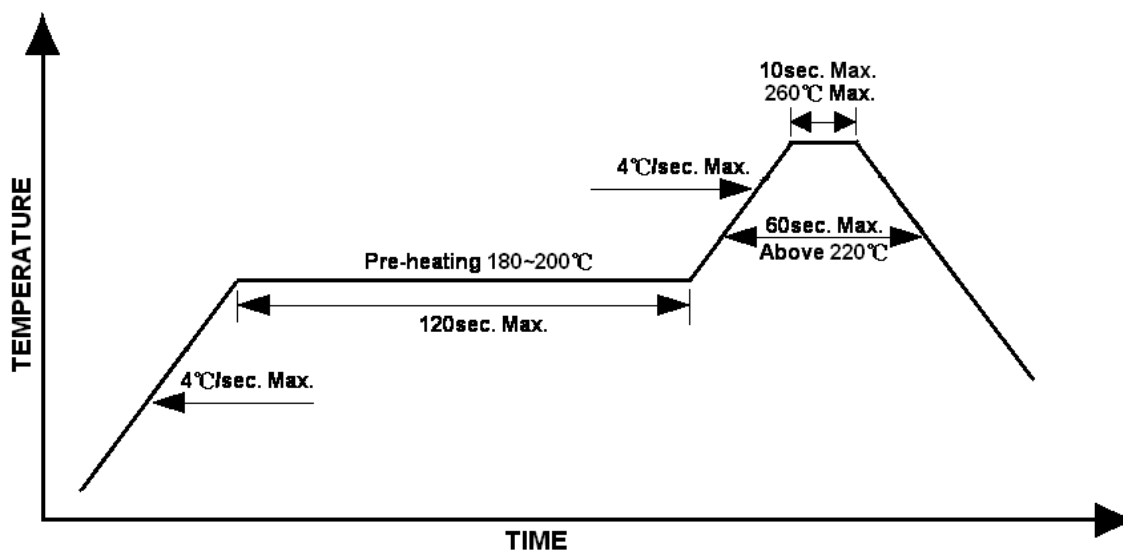 10sec. Max.
260℃ Max.
4℃/sec. Max.
60sec. Max.
Above 220℃
Pre-heating 180~200℃
120sec. Max.
4℃/sec. Max.
TEMPERATURE
TIME